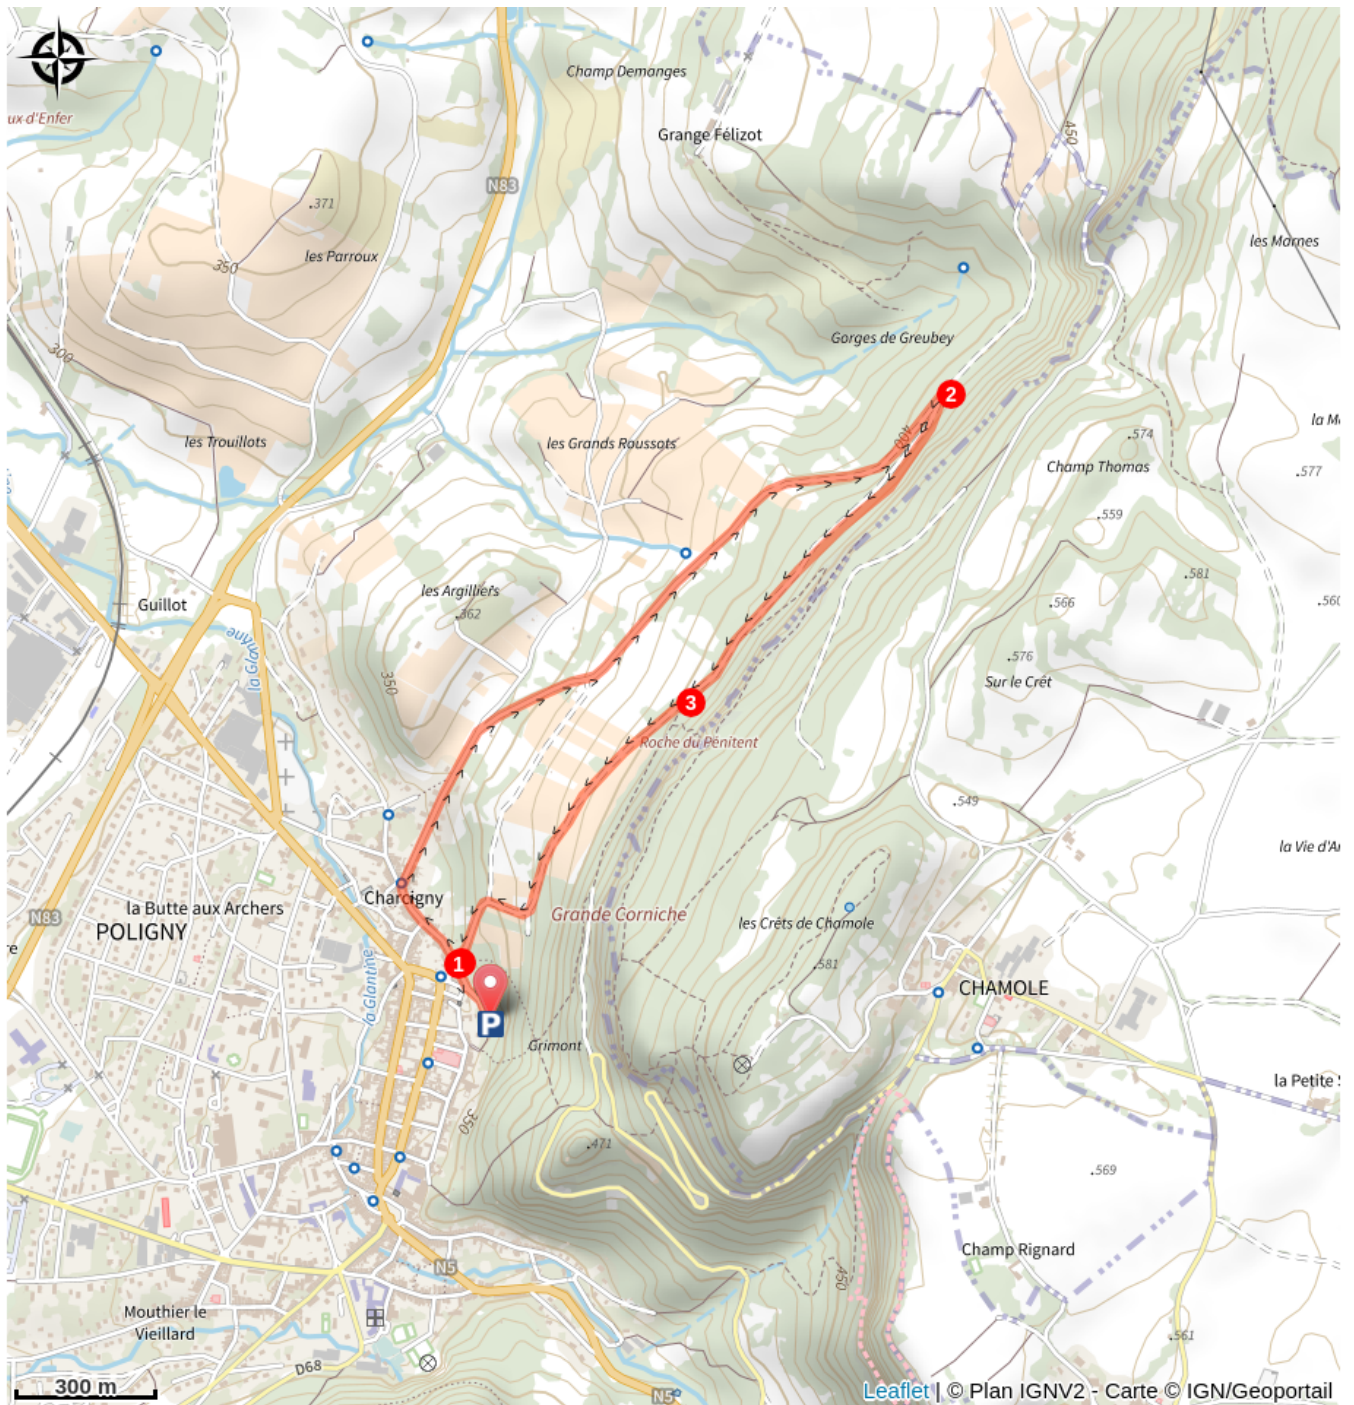 Champ Demanges
ux-d'Enfer
Grange Félizot
450
N83
.371
les Marnes
les Parroux
350
Gorges de Greubey
300
2
la M
les Trouillots
les Grands Roussots
400
.574
Champ Thomas
.577
.559
les Argilliers
.362
.581
Guillot
.566
.560
la Glantine
.576
350
Sur le Crêt
3
Roche du Pénitent
.549
la Vie d'A
Charcigny
la Butte aux Archers
N83
POLIGNY
Grande Corniche
les Crêts de Chamole
re
1
.581
la Glantine
CHAMOLE
P
Grimont
la Petite
350
.471
.569
Champ Rignard
N5
450
Mouthier le
Vieillard
.561
D68
300 m
N5
Leaflet | © Plan IGNV2 - Carte © IGN/Geoportail